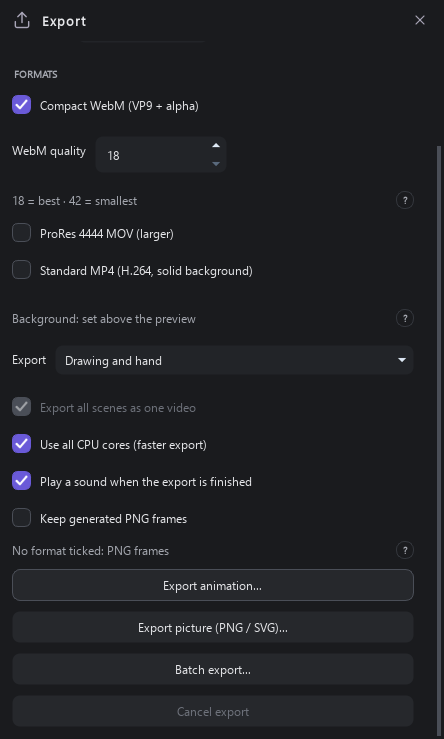 Export
FORMATS
Compact WebM (VP9 + alpha)
WebM quality
18
18 = best · 42 = smallest
?
ProRes 4444 MOV (larger)
Standard MP4 (H.264, solid background)
Background: set above the preview
?
Export
Drawing and hand
Export all scenes as one video
Use all CPU cores (faster export)
Play a sound when the export is finished
Keep generated PNG frames
No format ticked: PNG frames
?
Export animation...
Export picture (PNG / SVG)...
Batch export...
Cancel export